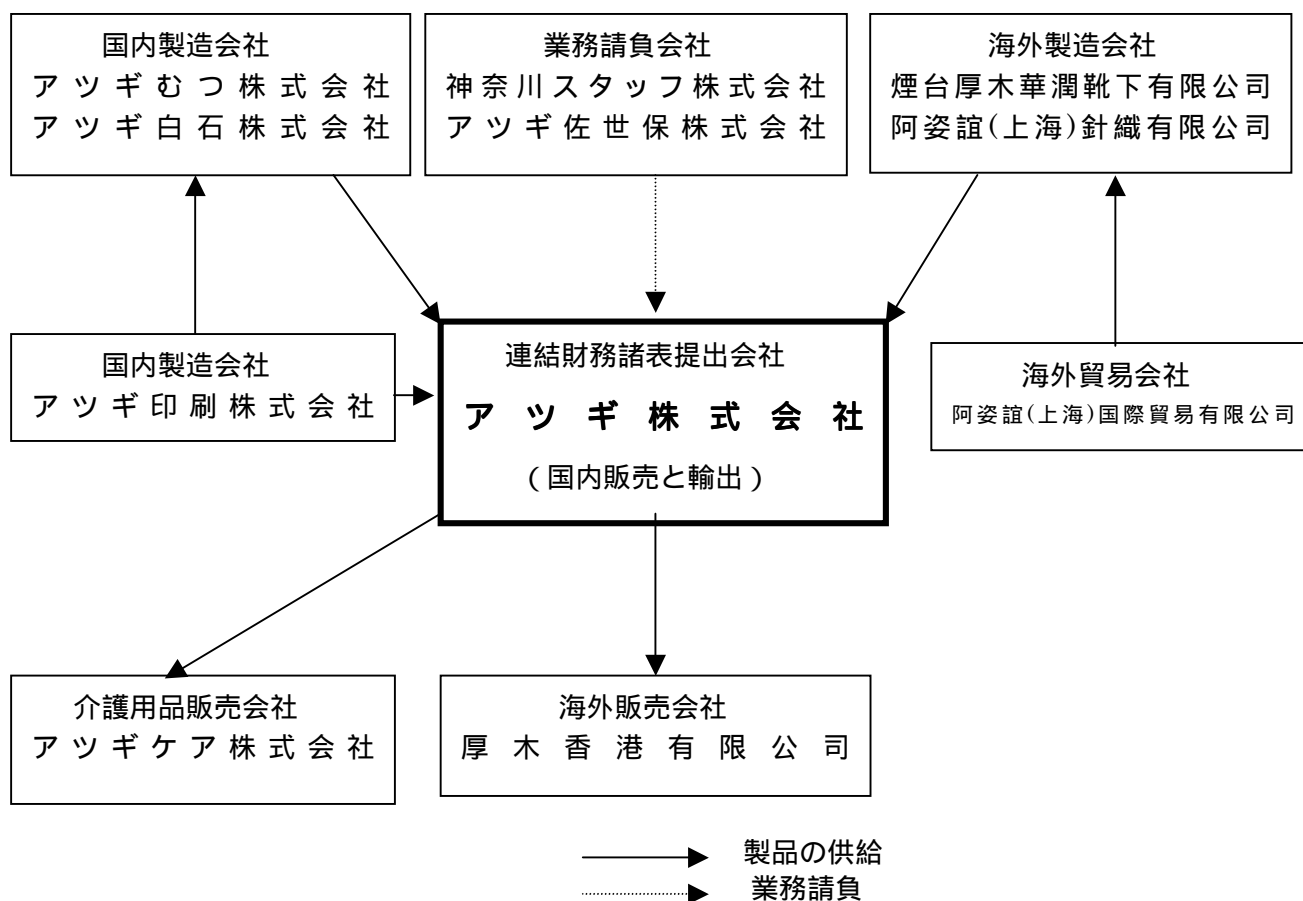 国内製造会社
アツギむつ株式会社
アツギ白石株式会社
業務請負会社
神奈川スタッフ株式会社
アツギ佐世保株式会社
海外製造会社
煙台厚木華潤靴下有限公司
阿姿誼(上海)針織有限公司
国内製造会社
アツギ印刷株式会社
連結財務諸表提出会社
アツギ株式会社
(国内販売と輸出)
海外貿易会社
阿姿誼(上海)国際貿易有限公司
介護用品販売会社
アツギケア株式会社
海外販売会社
厚木香港有限公司
製品の供給
業務請負